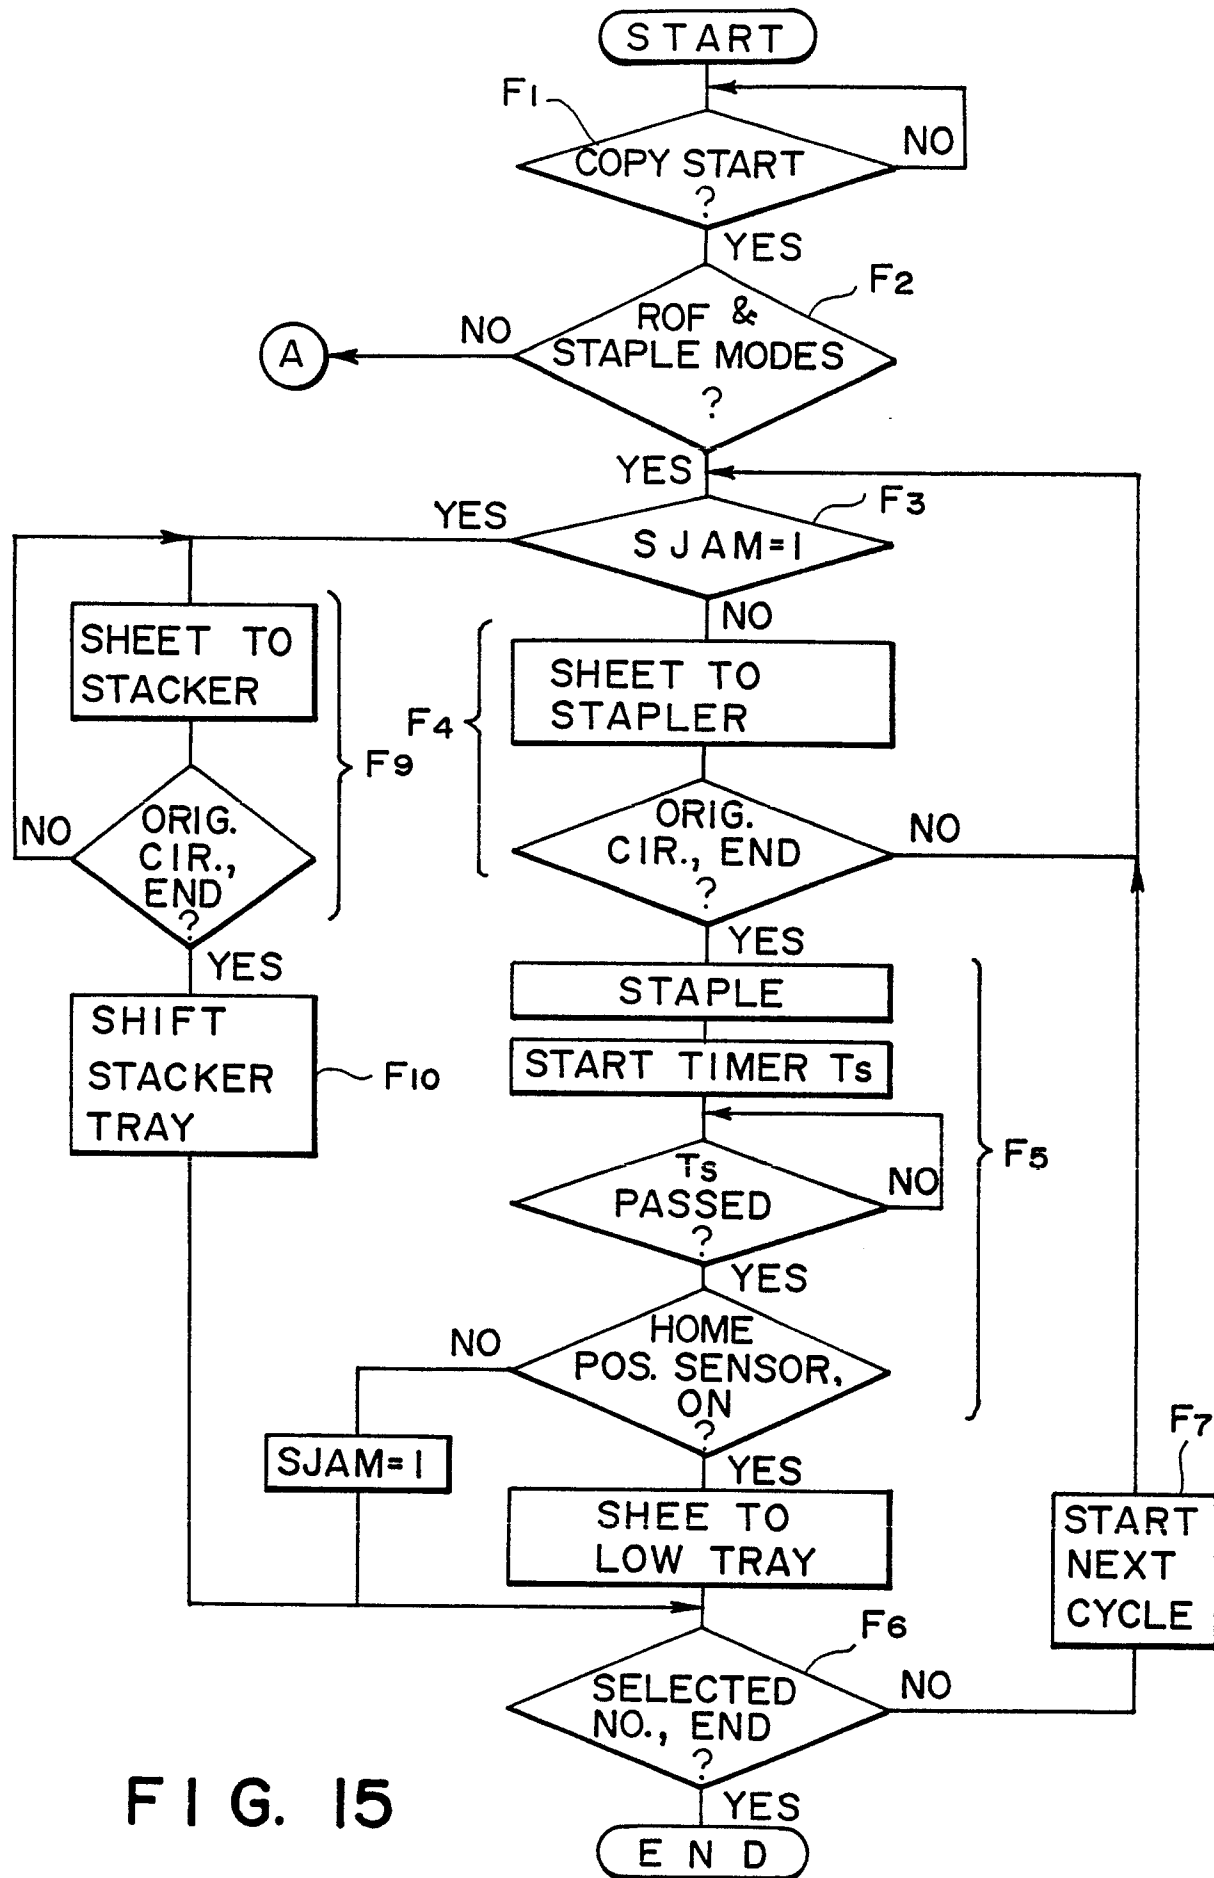 START
F1
COPY START
?
NO
YES
F2
ROF &
STAPLE MODES
?
NO
A
YES
F3
SJAM=1
YES
NO
SHEET TO
STACKER
F9
ORIG.
CIR.,
END
?
NO
YES
SHIFT
STACKER
TRAY
F10
F4
SHEET TO
STAPLER
ORIG.
CIR., END
?
NO
YES
STAPLE
START TIMER Ts
F5
Ts
PASSED
?
NO
YES
HOME
POS. SENSOR,
ON
?
NO
SJAM=1
YES
SHEE TO
LOW TRAY
F7
START
NEXT
CYCLE
F6
SELECTED
NO., END
?
NO
YES
END
FIG. 15